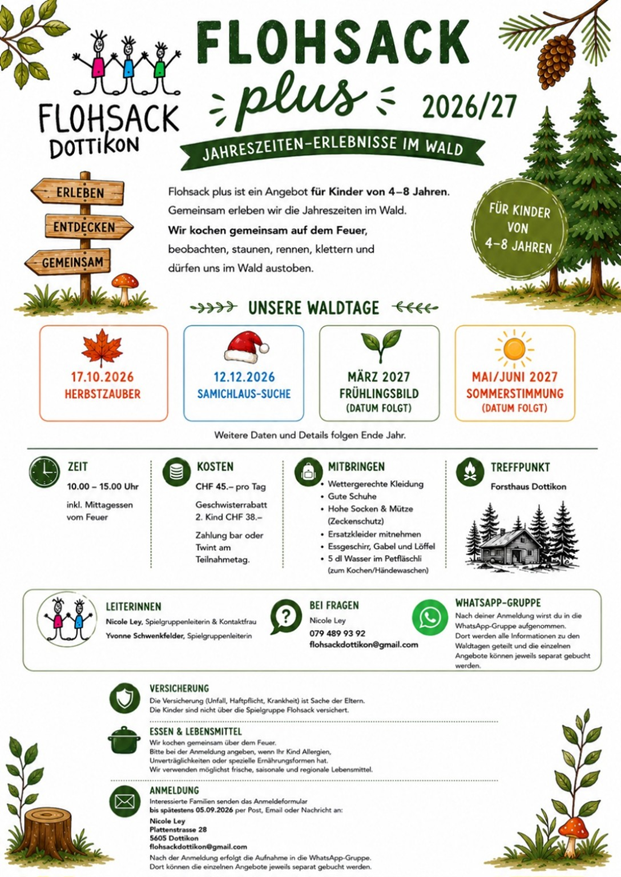 FLOHSACK
plus
2026/27
JAHRESZEITEN-ERLEBNISSE IM WALD
FLOHSACK
DOTTIKON
ERLEBEN
ENTDECKEN
GEMEINSAM
Flohsack plus ist ein Angebot für Kinder von 4–8 Jahren.
Gemeinsam erleben wir die Jahreszeiten im Wald.
Wir kochen gemeinsam auf dem Feuer,
beobachten, staunen, rennen, klettern und
dürfen uns im Wald austoben.
FÜR KINDER
VON
4–8 JAHREN
UNSERE WALDTAGE
17.10.2026
HERBSTZAUBER
12.12.2026
SAMICHLAUS-SUCHE
MÄRZ 2027
FRÜHLINGSBILD
(DATUM FOLGT)
MAI/JUNI 2027
SOMMERSTIMMUNG
(DATUM FOLGT)
Weitere Daten und Details folgen Ende Jahr.
ZEIT
10.00 – 15.00 Uhr
inkl. Mittagessen
vom Feuer
KOSTEN
CHF 45.– pro Tag
Geschwisterrabatt
2. Kind CHF 38.–
Zahlung bar oder
Twint am
Teilnahmetag.
MITBRINGEN
• Wettergerechte Kleidung
• Gute Schuhe
• Hohe Socken & Mütze
(Zeckenschutz)
• Ersatzkleider mitnehmen
• Essgeschirr, Gabel und Löffel
• 5 dl Wasser im Petfläschli
(zum Kochen/Händewaschen)
TREFFPUNKT
Forsthaus Dottikon
LEITERINNEN
Nicole Ley, Spielgruppenleiterin & Kontaktfrau
Yvonne Schwenkfelder, Spielgruppenleiterin
BEI FRAGEN
Nicole Ley
079 489 93 92
flohsackdottikon@gmail.com
WHATSAPP-GRUPPE
Nach deiner Anmeldung wirst du in die
WhatsApp-Gruppe aufgenommen.
Dort werden alle Informationen zu den
Waldtagen geteilt und die einzelnen
Angebote können jeweils separat gebucht
werden.
VERSICHERUNG
Die Versicherung (Unfall, Haftpflicht, Krankheit) ist Sache der Eltern.
Die Kinder sind nicht über die Spielgruppe Flohsack versichert.
ESSEN & LEBENSMITTEL
Wir kochen gemeinsam über dem Feuer.
Bitte bei der Anmeldung angeben, wenn Ihr Kind Allergien,
Unverträglichkeiten oder spezielle Ernährungsformen hat.
Wir verwenden möglichst frische, saisonale und regionale Lebensmittel.
ANMELDUNG
Interessierte Familien senden das Anmeldeformular
bis spätestens 05.09.2026 per Post, Email oder Nachricht an:
Nicole Ley
Plattenstrasse 28
5605 Dottikon
flohsackdottikon@gmail.com
Nach der Anmeldung erfolgt die Aufnahme in die WhatsApp-Gruppe.
Dort können die einzelnen Angebote jeweils separat gebucht werden.